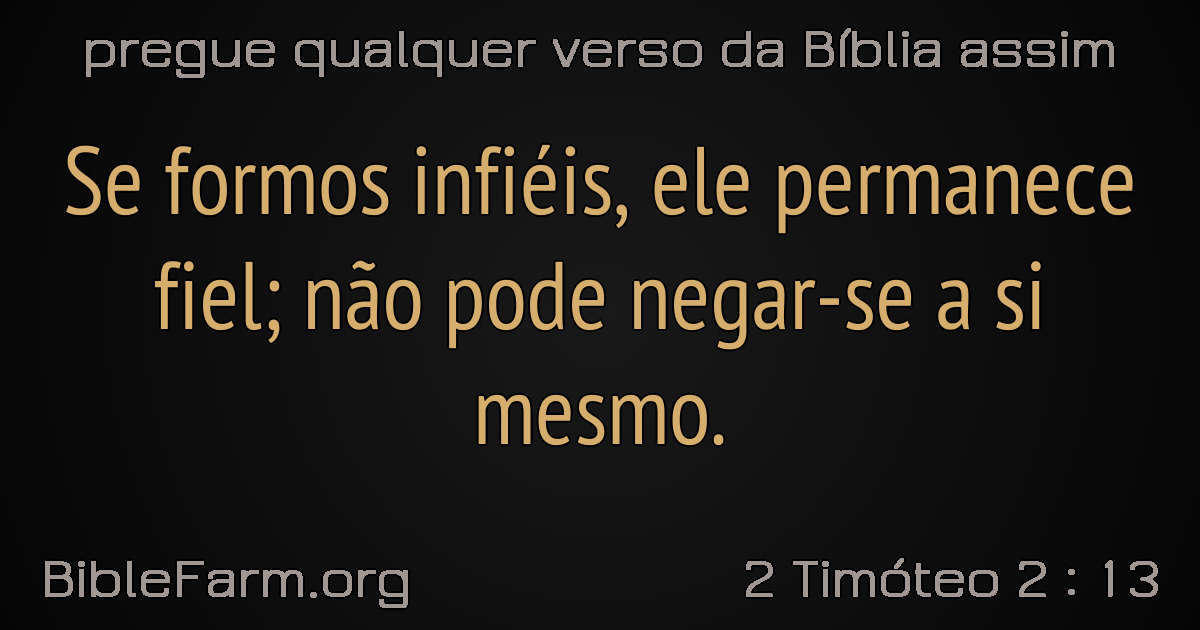 pregue qualquer verso da Bíblia assim
Se formos infiéis, ele permanece
fiel; não pode negar-se a si
mesmo.
BibleFarm.org
2 Timóteo 2 : 13